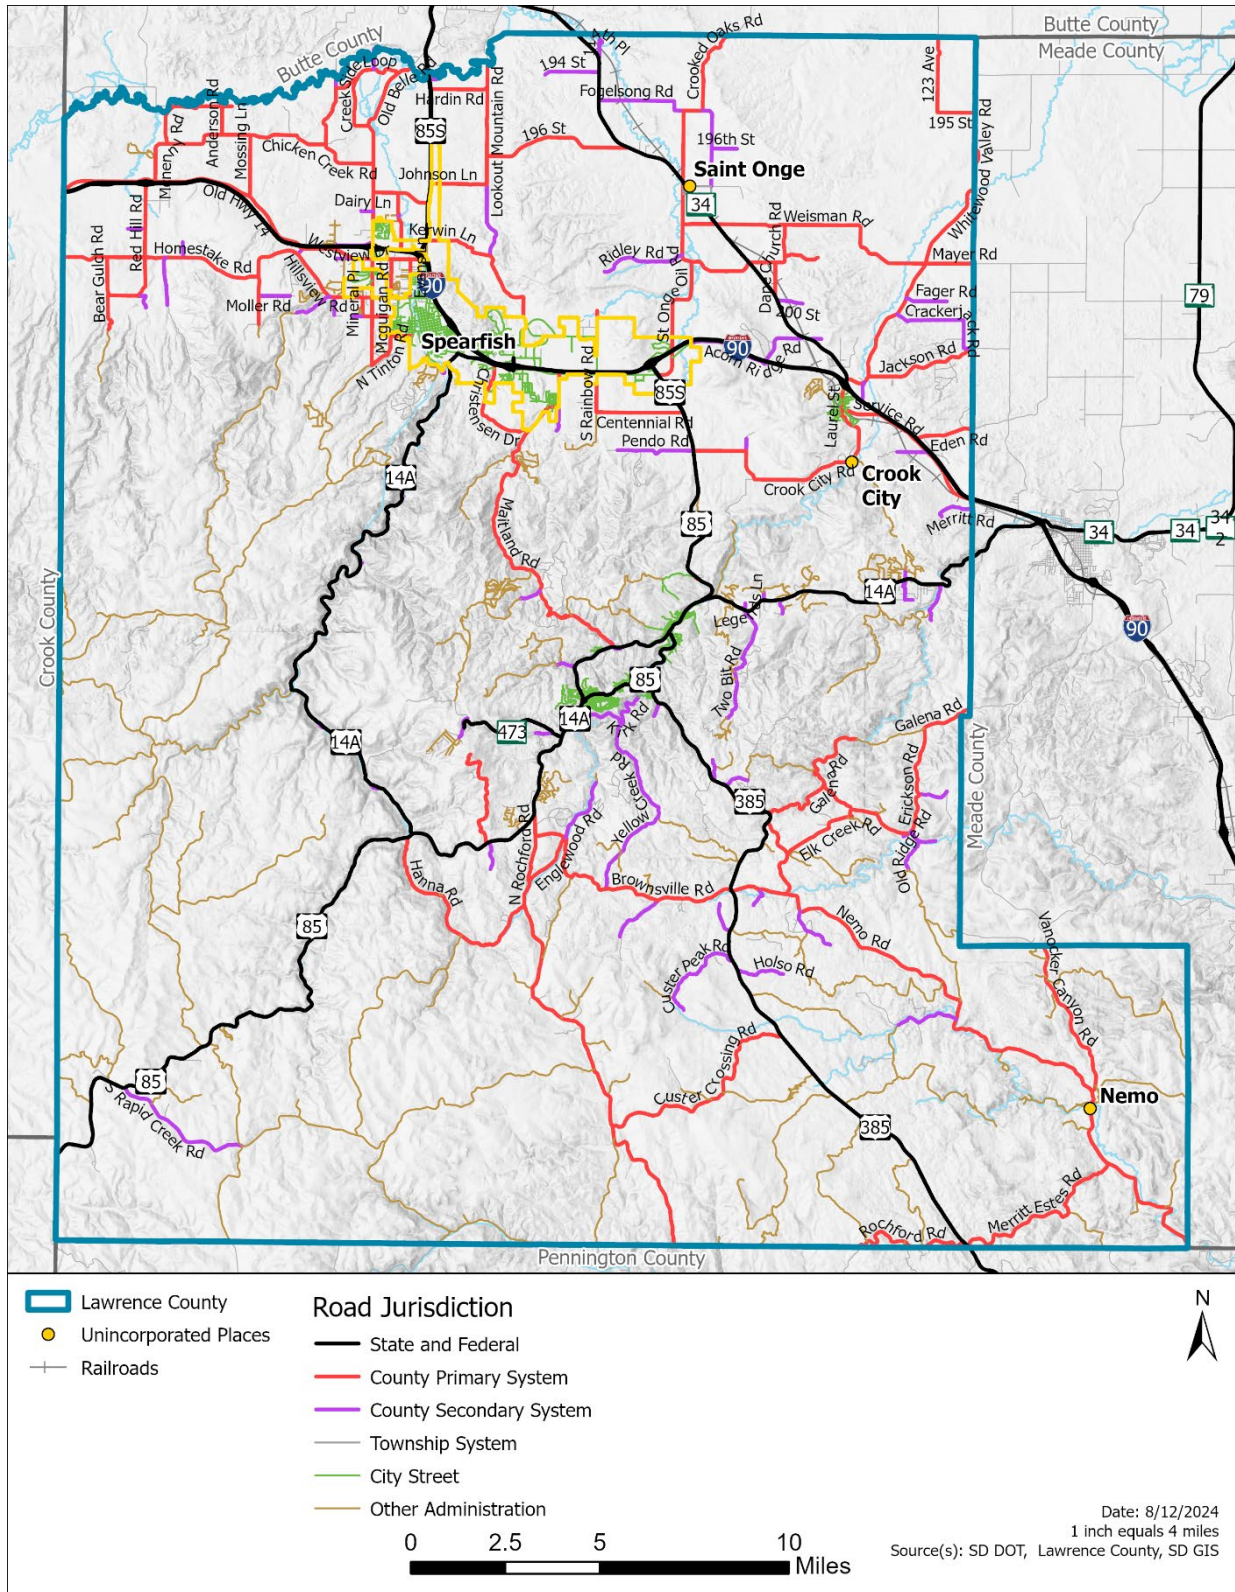 Butte County
Butte County
Meade County
194 St
Fogelsong Rd
Crooked Oaks Rd
123 Ave
195 St
Creek Side Loop
Old Belle Rd
Hardin Rd
85S
Lookout Mountain Rd
196 St
196th St
Anderson Rd
Mossing Ln
Chicken Creek Rd
Johnson Ln
Saint Onge
34
Whitewood Valley Rd
Old Hwy 14
Dairy Ln
Kerwin Ln
Weisman Rd
Bear Gulch Rd
Red Hill Rd
Homestake Rd
Westview Dr
Hillsview Rd
Moller Rd
Mineral Pl
Mcguigan Rd
90
Ridley Rd
St Onge
Oil Rd
Dane Church Rd
Mayer Rd
Fager Rd
Crackerjack Rd
200 St
79
N Tinton Rd
Spearfish
Christensen Dr
S Rainbow Rd
85S
90
Acorn Ridge Rd
Jackson Rd
Laurel St
Service Rd
Centennial Rd
Pendo Rd
Eden Rd
Crook City Rd
Crook
City
14A
Maitland Rd
85
Merritt Rd
34
34
34
2
Crook County
Legends Ln
14A
90
Two Bit Rd
85
14A
Kirk Rd
473
14A
Galena Rd
Meade County
Creek Rd
Yellow
385
Galena Rd
Erickson Rd
Elk Creek Rd
Old Ridge Rd
Hanna Rd
N Rochford Rd
Englewood Rd
Brownsville Rd
85
Nemo Rd
Vanocker Canyon Rd
Custer Peak Rd
Holso Rd
85
S Rapid Creek Rd
Custer Crossing Rd
385
Nemo
Rochford Rd
Merritt Estes Rd
Pennington County
Lawrence County
Unincorporated Places
Railroads
Road Jurisdiction
State and Federal
County Primary System
County Secondary System
Township System
City Street
Other Administration
N
0 2.5 5 10
Miles
Date: 8/12/2024
1 inch equals 4 miles
Source(s): SD DOT, Lawrence County, SD GIS